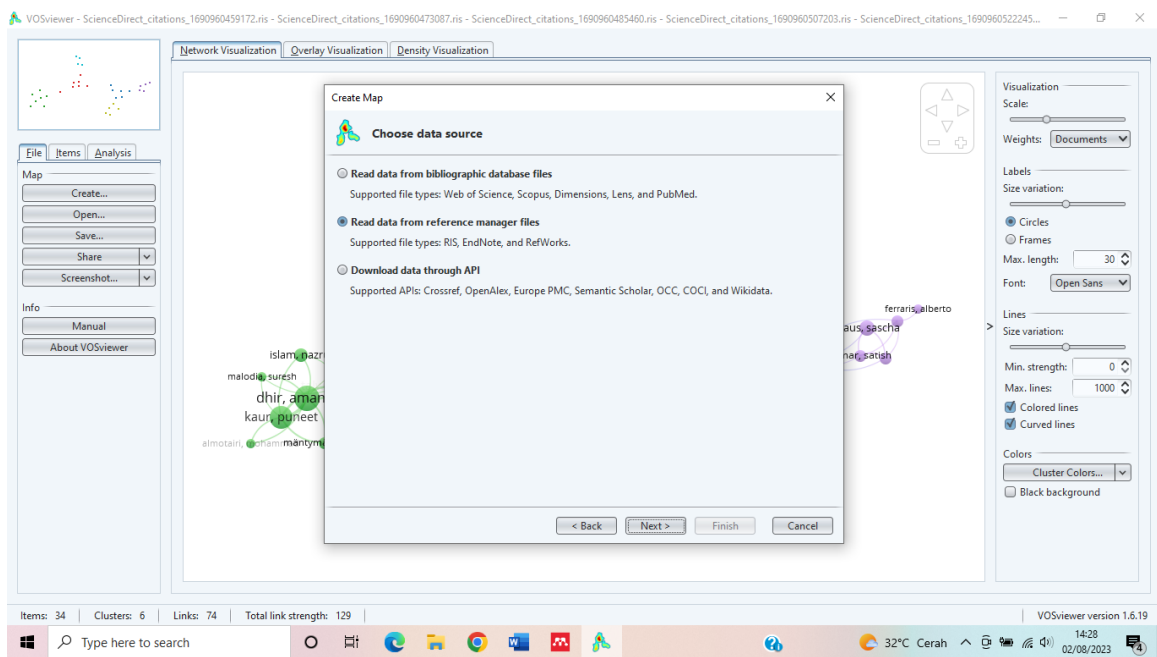 VOSviewer - ScienceDirect_citations_1690960459172.ris - ScienceDirect_citations_1690960473087.ris - ScienceDirect_citations_1690960485460.ris - ScienceDirect_citations_1690960507203.ris - ScienceDirect_citations_1690960522245...
Network Visualization Overlay Visualization Density Visualization
File Items Analysis
Map
Create...
Open...
Save...
Share
Screenshot...
Info
Manual
About VOSviewer
Create Map
Choose data source
Read data from bibliographic database files
Supported file types: Web of Science, Scopus, Dimensions, Lens, and PubMed.
Read data from reference manager files
Supported file types: RIS, EndNote, and RefWorks.
Download data through API
Supported APIs: Crossref, OpenAlex, Europe PMC, Semantic Scholar, OCC, COCI, and Wikidata.
< Back Next > Finish Cancel
islam, nazr
malodia, suresh
dhir, aman
kaur, puneet
almotairi, mohamm
mäntym
ferraris, alberto
aus, sascha
nar, satish
>
Visualization
Scale:
Weights: Documents
Labels
Size variation:
Circles
Frames
Max. length: 30
Font: Open Sans
Lines
Size variation:
Min. strength: 0
Max. lines: 1000
Colored lines
Curved lines
Colors
Cluster Colors...
Black background
Items: 34 Clusters: 6 Links: 74 Total link strength: 129 VOSviewer version 1.6.19
Type here to search 32°C Cerah 14:28
02/08/2023 4